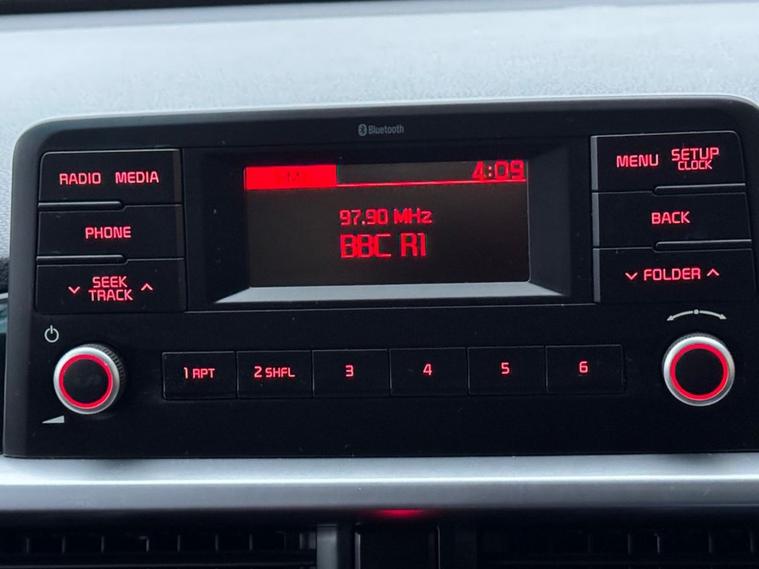 Bluetooth
RADIO MEDIA
PHONE
SEEK
TRACK
4:09
97.90 MHz
BBC R1
MENU SETUP
CLOCK
BACK
FOLDER
1 RPT 2 SHFL 3 4 5 6